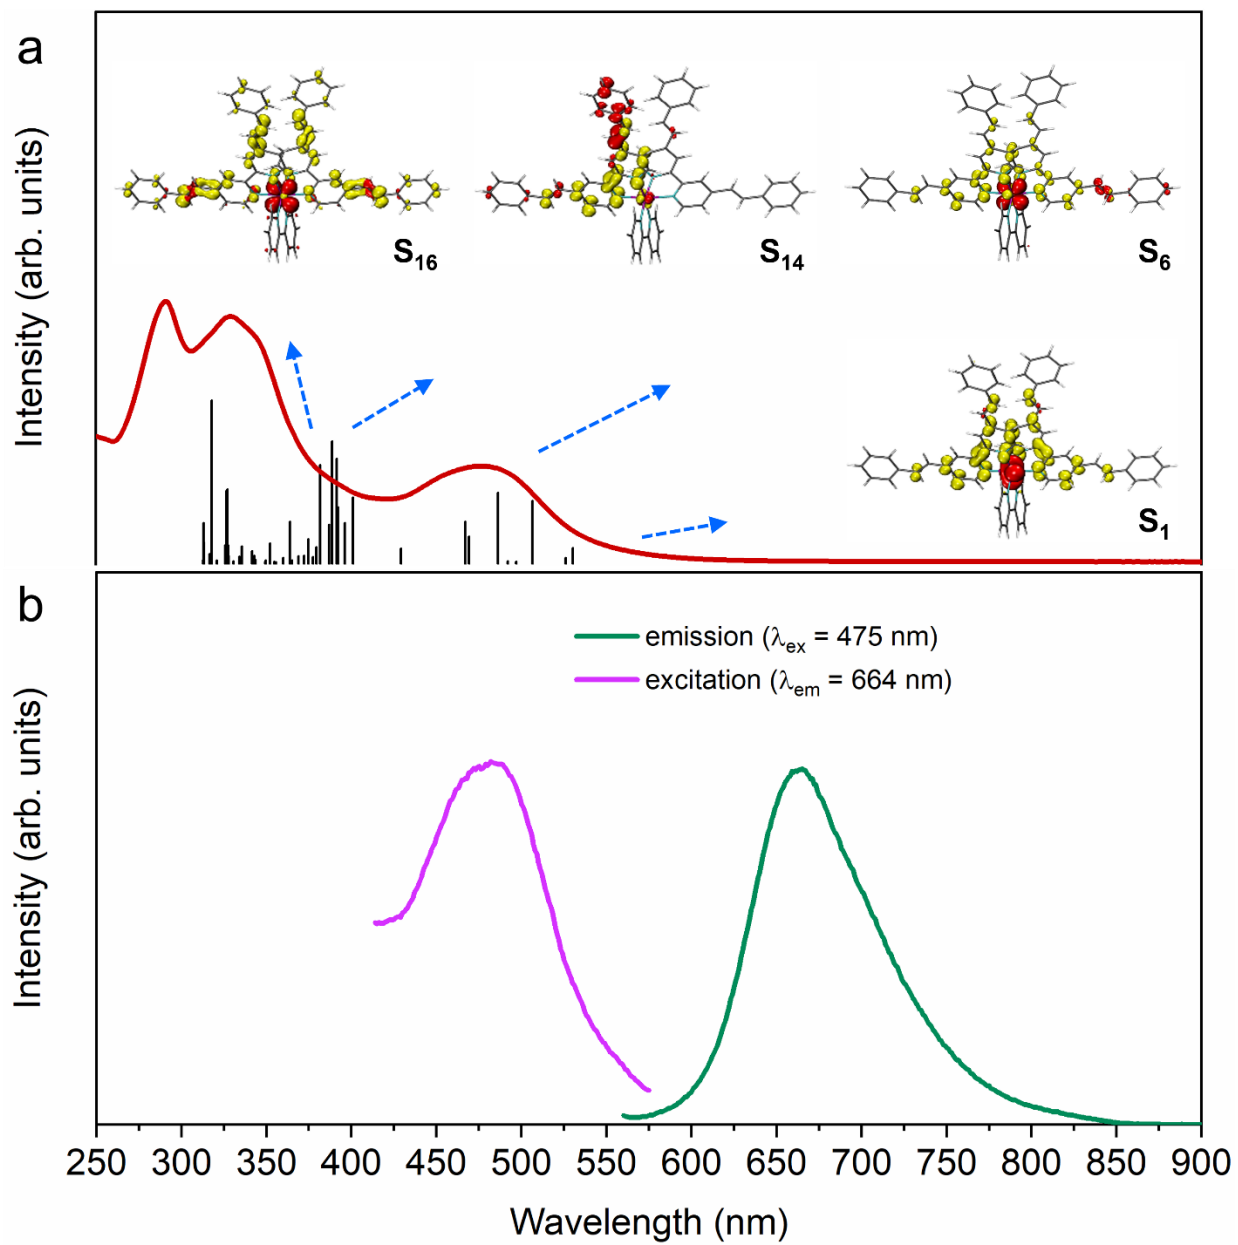 a
S16
S14
S6
S1
Intensity (arb. units)
b
emission (λex = 475 nm)
excitation (λem = 664 nm)
Intensity (arb. units)
250 300 350 400 450 500 550 600 650 700 750 800 850 900
Wavelength (nm)